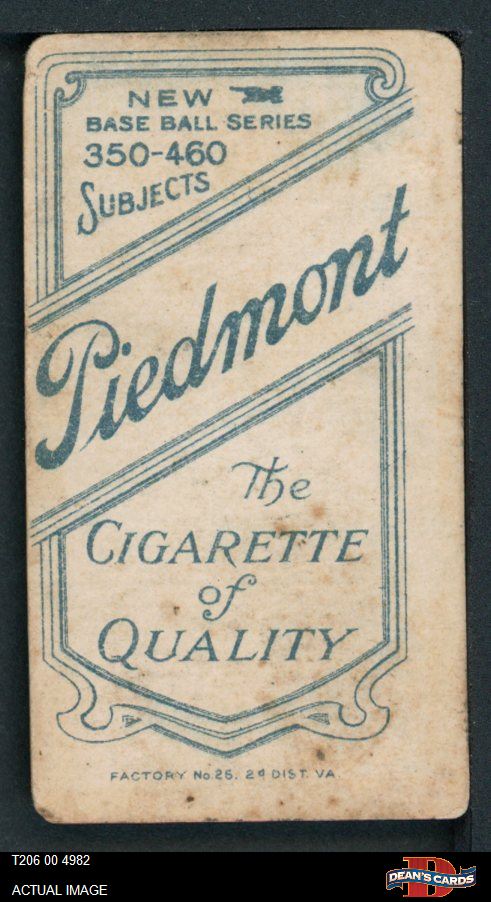 NEW
BASE BALL SERIES
350-460
SUBJECTS
Piedmont
The
CIGARETTE
of
QUALITY
FACTORY No. 25. 2d DIST. VA.
T206 00 4982
ACTUAL IMAGE
DEAN'S CARDS